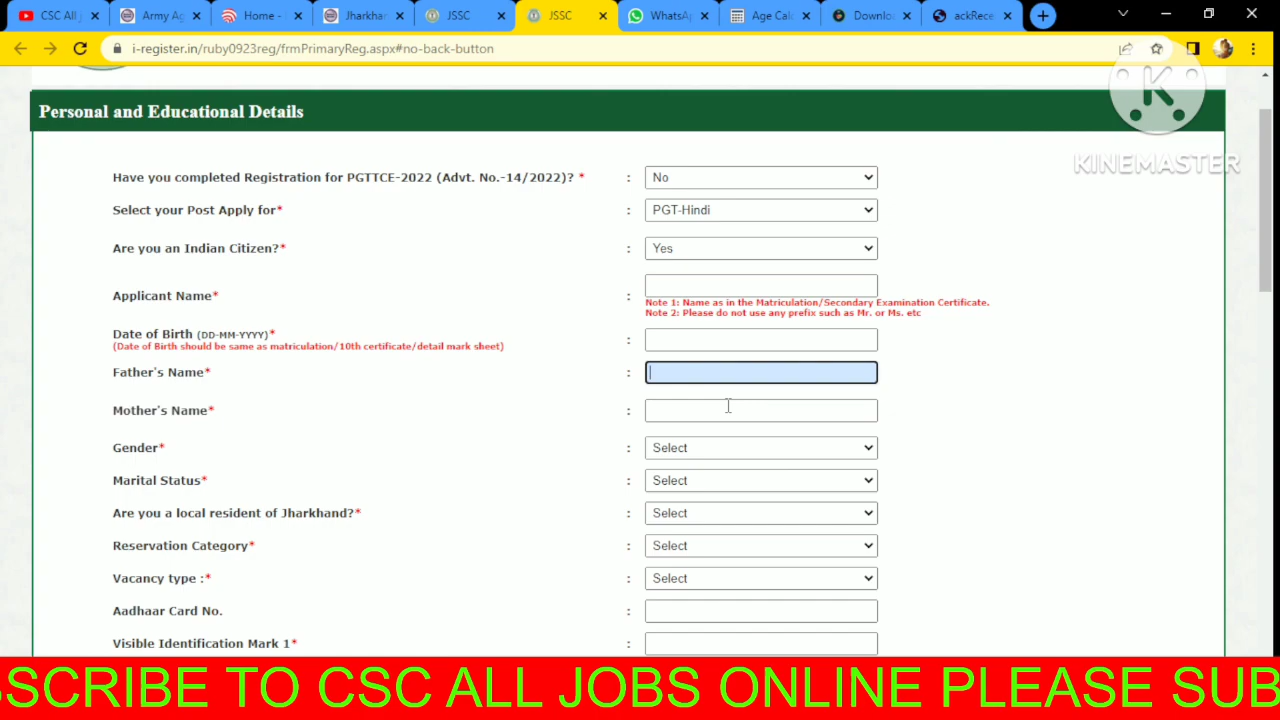 CSC All J
Army Ag
Home -
Jharkhar
JSSC
JSSC
WhatsAp
Age Calc
Downloa
ackRece
i-register.in/ruby0923reg/frmPrimaryReg.aspx#no-back-button
K
KINEMASTER
Personal and Educational Details
Have you completed Registration for PGTTCE-2022 (Advt. No.-14/2022)? * : No
Select your Post Apply for* : PGT-Hindi
Are you an Indian Citizen?* : Yes
Applicant Name* :
Note 1: Name as in the Matriculation/Secondary Examination Certificate.
Note 2: Please do not use any prefix such as Mr. or Ms. etc
Date of Birth (DD-MM-YYYY)* :
(Date of Birth should be same as matriculation/10th certificate/detail mark sheet)
Father's Name* :
Mother's Name* :
Gender* : Select
Marital Status* : Select
Are you a local resident of Jharkhand?* : Select
Reservation Category* : Select
Vacancy type :* : Select
Aadhaar Card No.
Visible Identification Mark 1* :
SCRIBE TO CSC ALL JOBS ONLINE PLEASE SUB